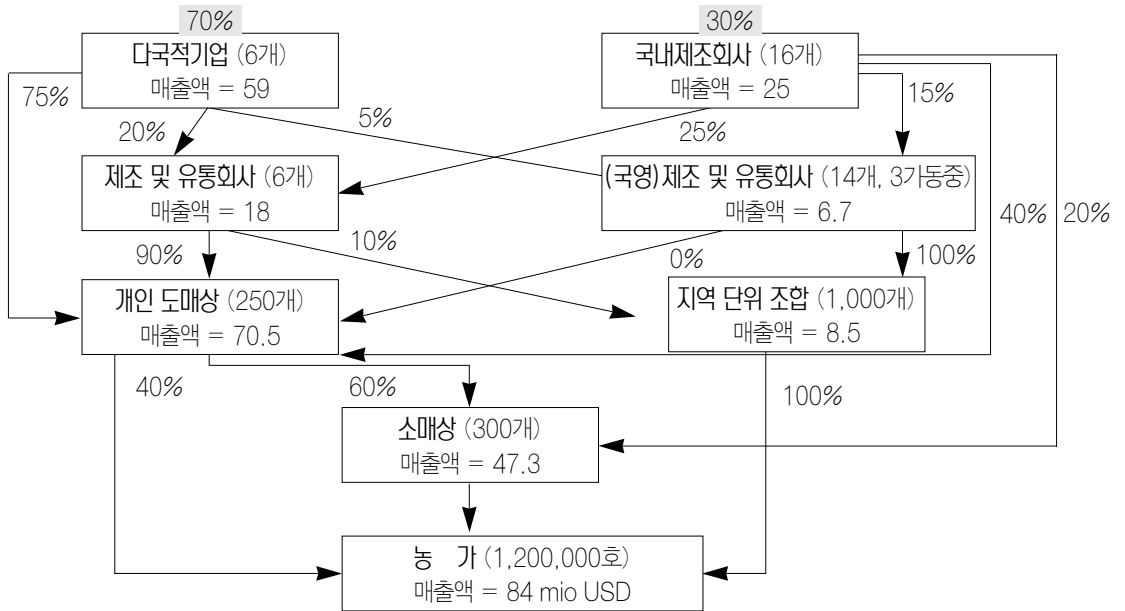 70%
다국적기업 (6개)
매출액 = 59
30%
국내제조회사 (16개)
매출액 = 25
75%
20%
5%
25%
15%
제조 및 유통회사 (6개)
매출액 = 18
(국영)제조 및 유통회사 (14개, 3가동중)
매출액 = 6.7
40%
20%
90%
10%
0%
100%
개인 도매상 (250개)
매출액 = 70.5
지역 단위 조합 (1,000개)
매출액 = 8.5
40%
60%
100%
소매상 (300개)
매출액 = 47.3
농 가 (1,200,000호)
매출액 = 84 mio USD